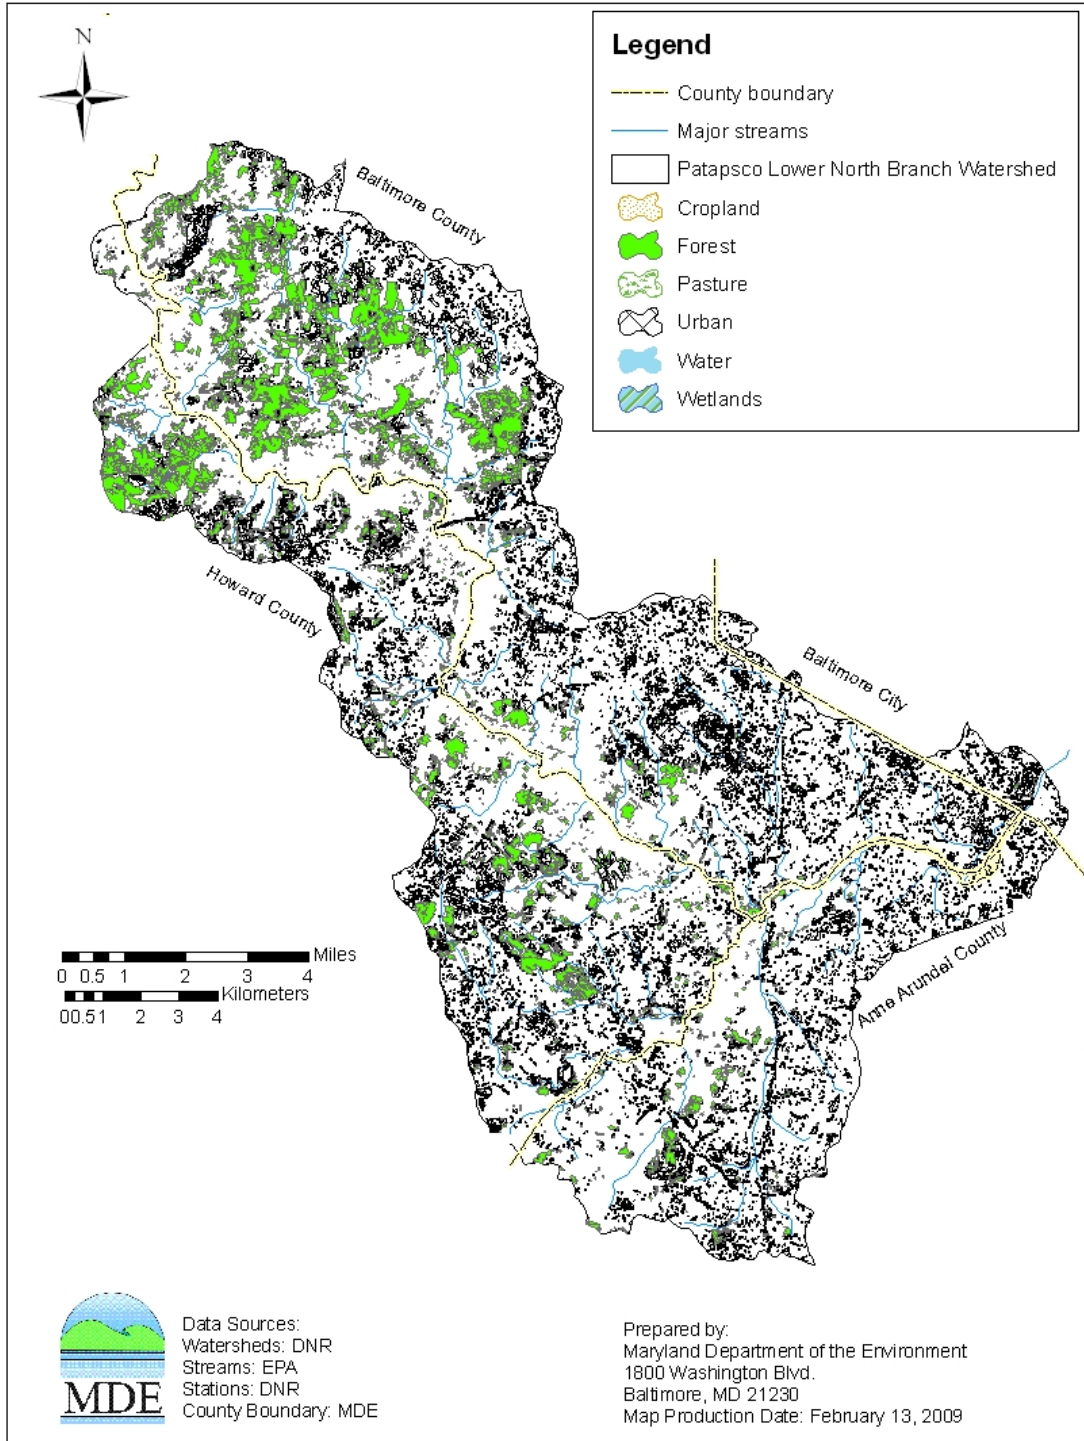 N
Legend
County boundary
Major streams
Patapsco Lower North Branch Watershed
Cropland
Forest
Pasture
Urban
Water
Wetlands
Baltimore County
Howard County
Baltimore City
Anne Arundel County
Miles
0 0.5 1 2 3 4
Kilometers
00.51 2 3 4
MDE
Data Sources:
Watersheds: DNR
Streams: EPA
Stations: DNR
County Boundary: MDE
Prepared by:
Maryland Department of the Environment
1800 Washington Blvd.
Baltimore, MD 21230
Map Production Date: February 13, 2009